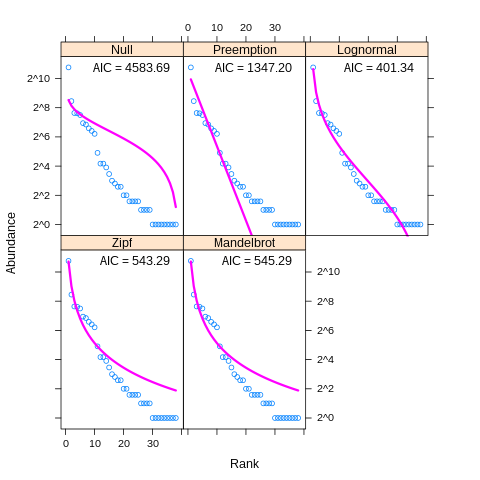 0 10 20 30
Null Preemption Lognormal
AIC = 4583.69 AIC = 1347.20 AIC = 401.34
2^10
2^8
2^6
2^4
2^2
2^0
Abundance
Zipf Mandelbrot
AIC = 543.29 AIC = 545.29
2^10
2^8
2^6
2^4
2^2
2^0
0 10 20 30
Rank